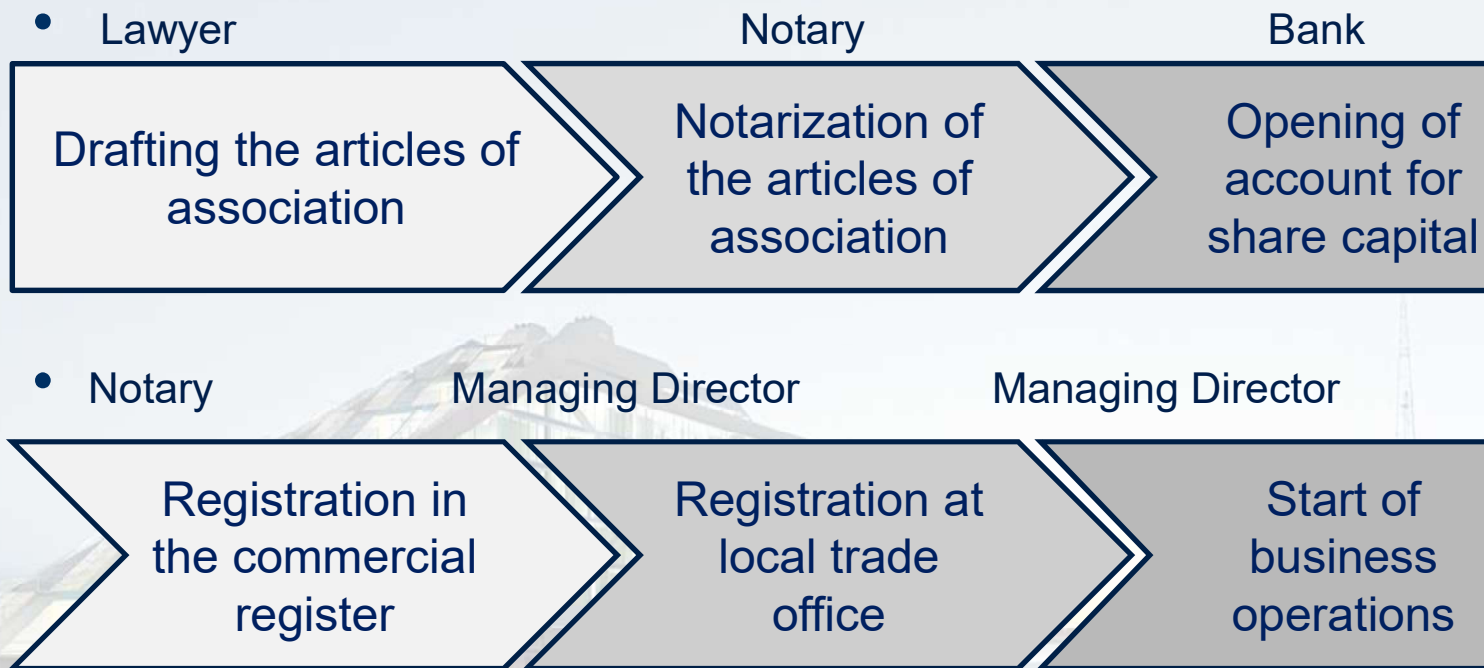 • Lawyer Notary Bank
Drafting the articles of
association
Notarization of
the articles of
association
Opening of
account for
share capital
• Notary Managing Director Managing Director
Registration in
the commercial
register
Registration at
local trade
office
Start of
business
operations